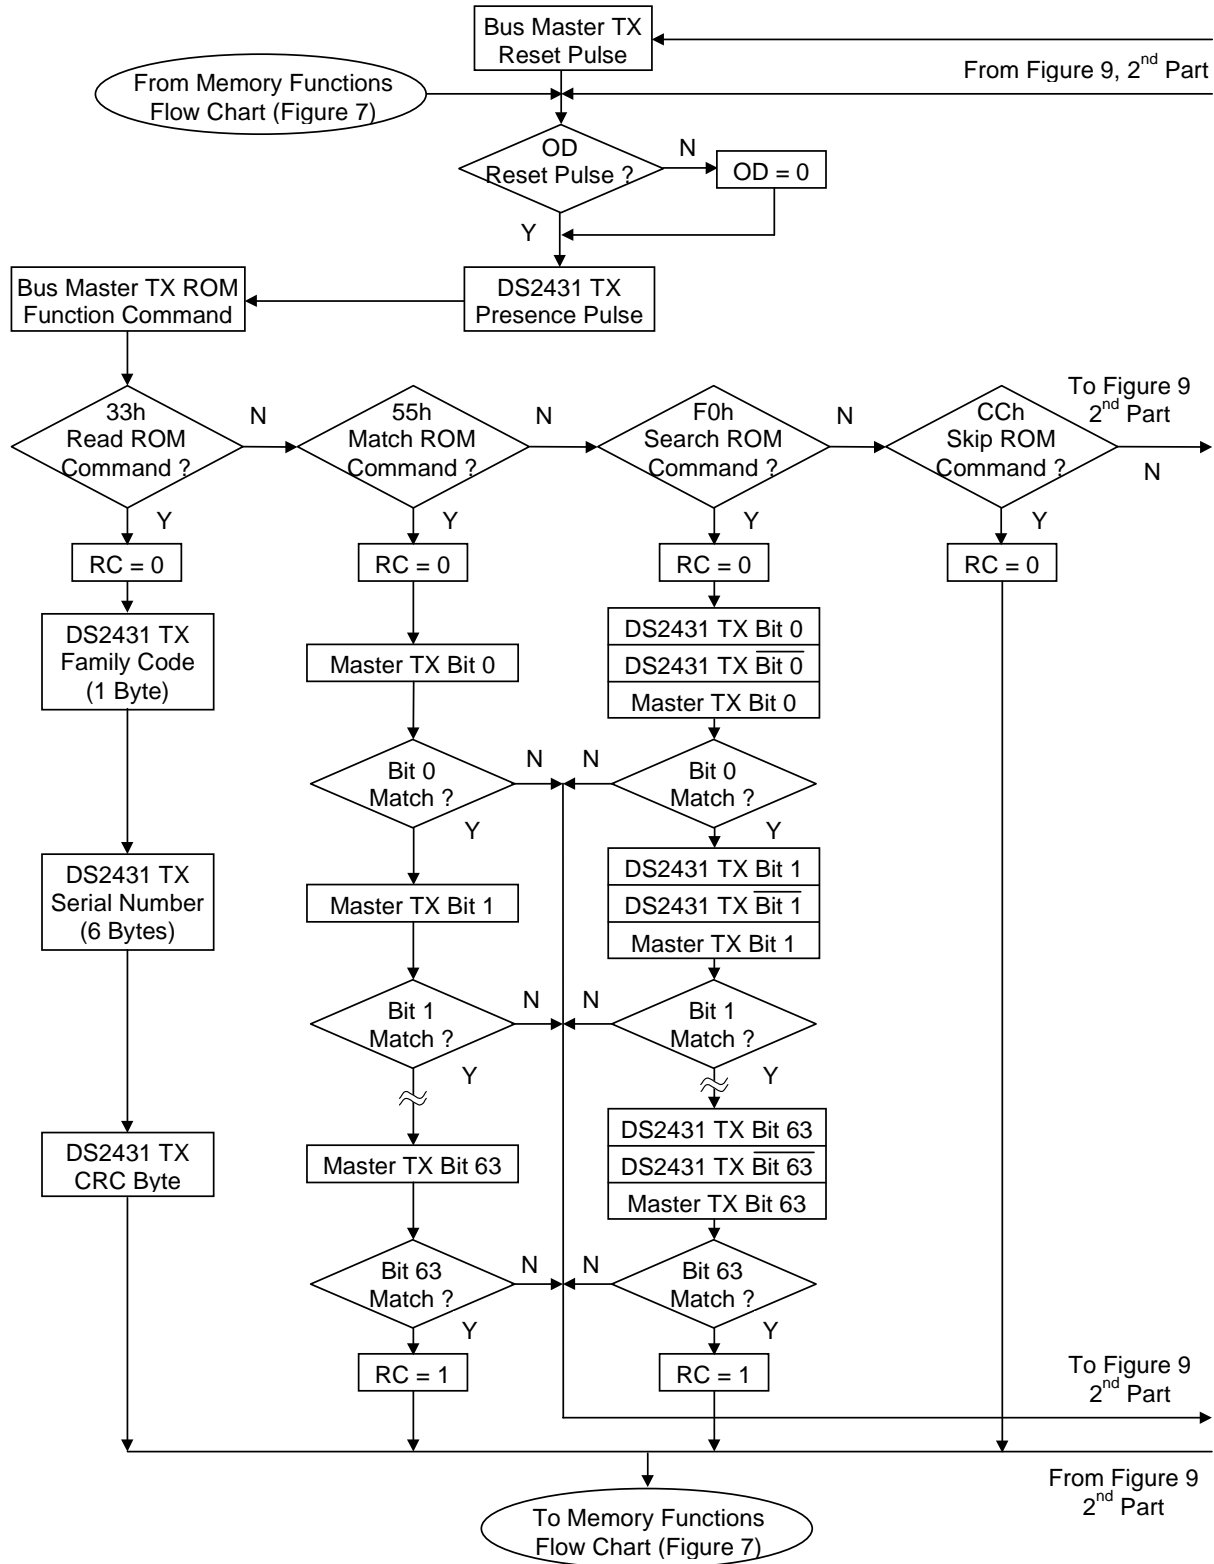 Bus Master TX
Reset Pulse
From Figure 9, 2nd Part
From Memory Functions
Flow Chart (Figure 7)
OD
Reset Pulse ?
N
OD = 0
Y
Bus Master TX ROM
Function Command
DS2431 TX
Presence Pulse
33h
Read ROM
Command ?
N
55h
Match ROM
Command ?
N
F0h
Search ROM
Command ?
N
CCh
Skip ROM
Command ?
To Figure 9
2nd Part
N
Y
Y
Y
Y
RC = 0
RC = 0
RC = 0
RC = 0
DS2431 TX
Family Code
(1 Byte)
Master TX Bit 0
DS2431 TX Bit 0
DS2431 TX B̅i̅t̅ ̅0̅
Master TX Bit 0
Bit 0
Match ?
N
N
Bit 0
Match ?
Y
Y
DS2431 TX
Serial Number
(6 Bytes)
Master TX Bit 1
DS2431 TX Bit 1
DS2431 TX B̅i̅t̅ ̅1̅
Master TX Bit 1
Bit 1
Match ?
N
N
Bit 1
Match ?
Y
Y
DS2431 TX
CRC Byte
Master TX Bit 63
DS2431 TX Bit 63
DS2431 TX B̅i̅t̅ ̅6̅3̅
Master TX Bit 63
Bit 63
Match ?
N
N
Bit 63
Match ?
Y
Y
RC = 1
RC = 1
To Figure 9
2nd Part
From Figure 9
2nd Part
To Memory Functions
Flow Chart (Figure 7)